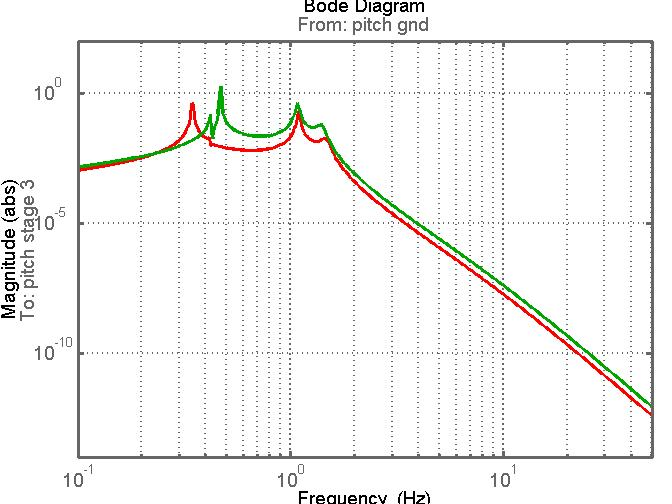 Bode Diagram
From: pitch gnd
Magnitude (abs)
To: pitch stage 3
10^0
10^-5
10^-10
10^-1
10^0
10^1
Frequency (Hz)